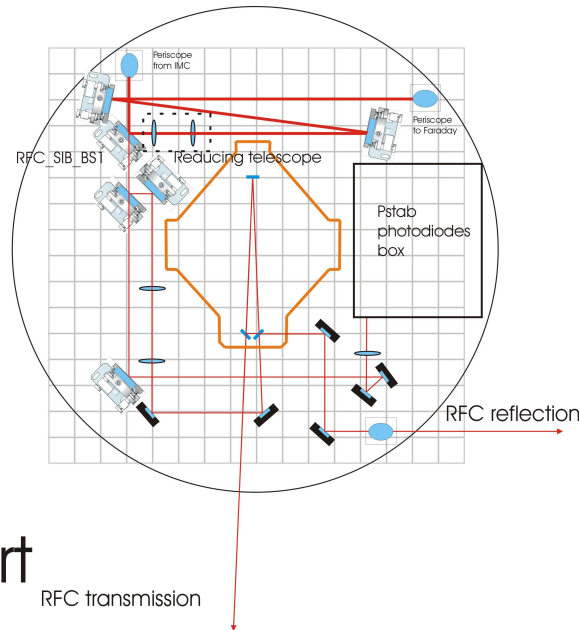 Periscope
from IMC
Periscope
to Faraday
RFC_SIB_BS1
Reducing telescope
Pstab
photodiodes
box
RFC reflection
rt
RFC transmission